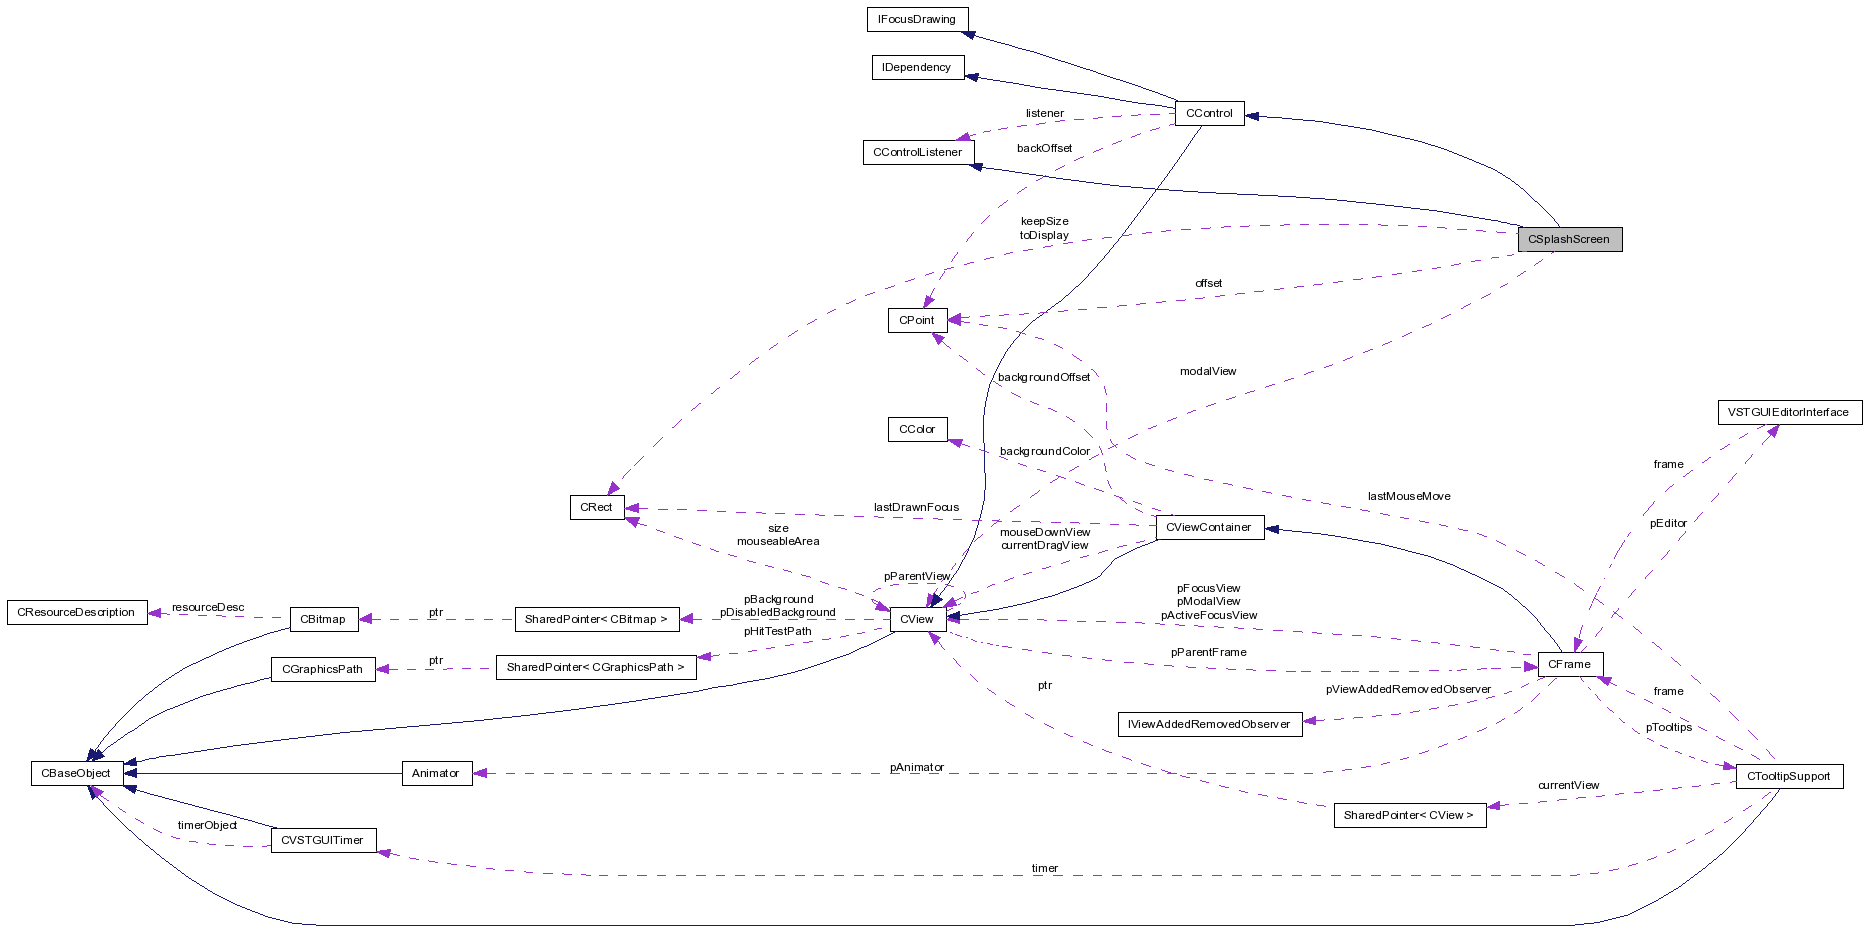 IFocusDrawing
IDependency
CControl
listener
CControlListener
backOffset
keepSize
toDisplay
CSplashScreen
offset
CPoint
modalView
backgroundOffset
VSTGUIEditorInterface
CColor
backgroundColor
frame
lastMouseMove
CRect
lastDrawnFocus
pEditor
size
mouseableArea
mouseDownView
currentDragView
CViewContainer
pParentView
pFocusView
pModalView
pActiveFocusView
CResourceDescription
resourceDesc
CBitmap
ptr
SharedPointer< CBitmap >
pBackground
pDisabledBackground
CView
pHitTestPath
CGraphicsPath
ptr
SharedPointer< CGraphicsPath >
pParentFrame
CFrame
ptr
pViewAddedRemovedObserver
frame
IViewAddedRemovedObserver
pTooltips
CBaseObject
Animator
pAnimator
CTooltipSupport
currentView
SharedPointer< CView >
timerObject
CVSTGUITimer
timer